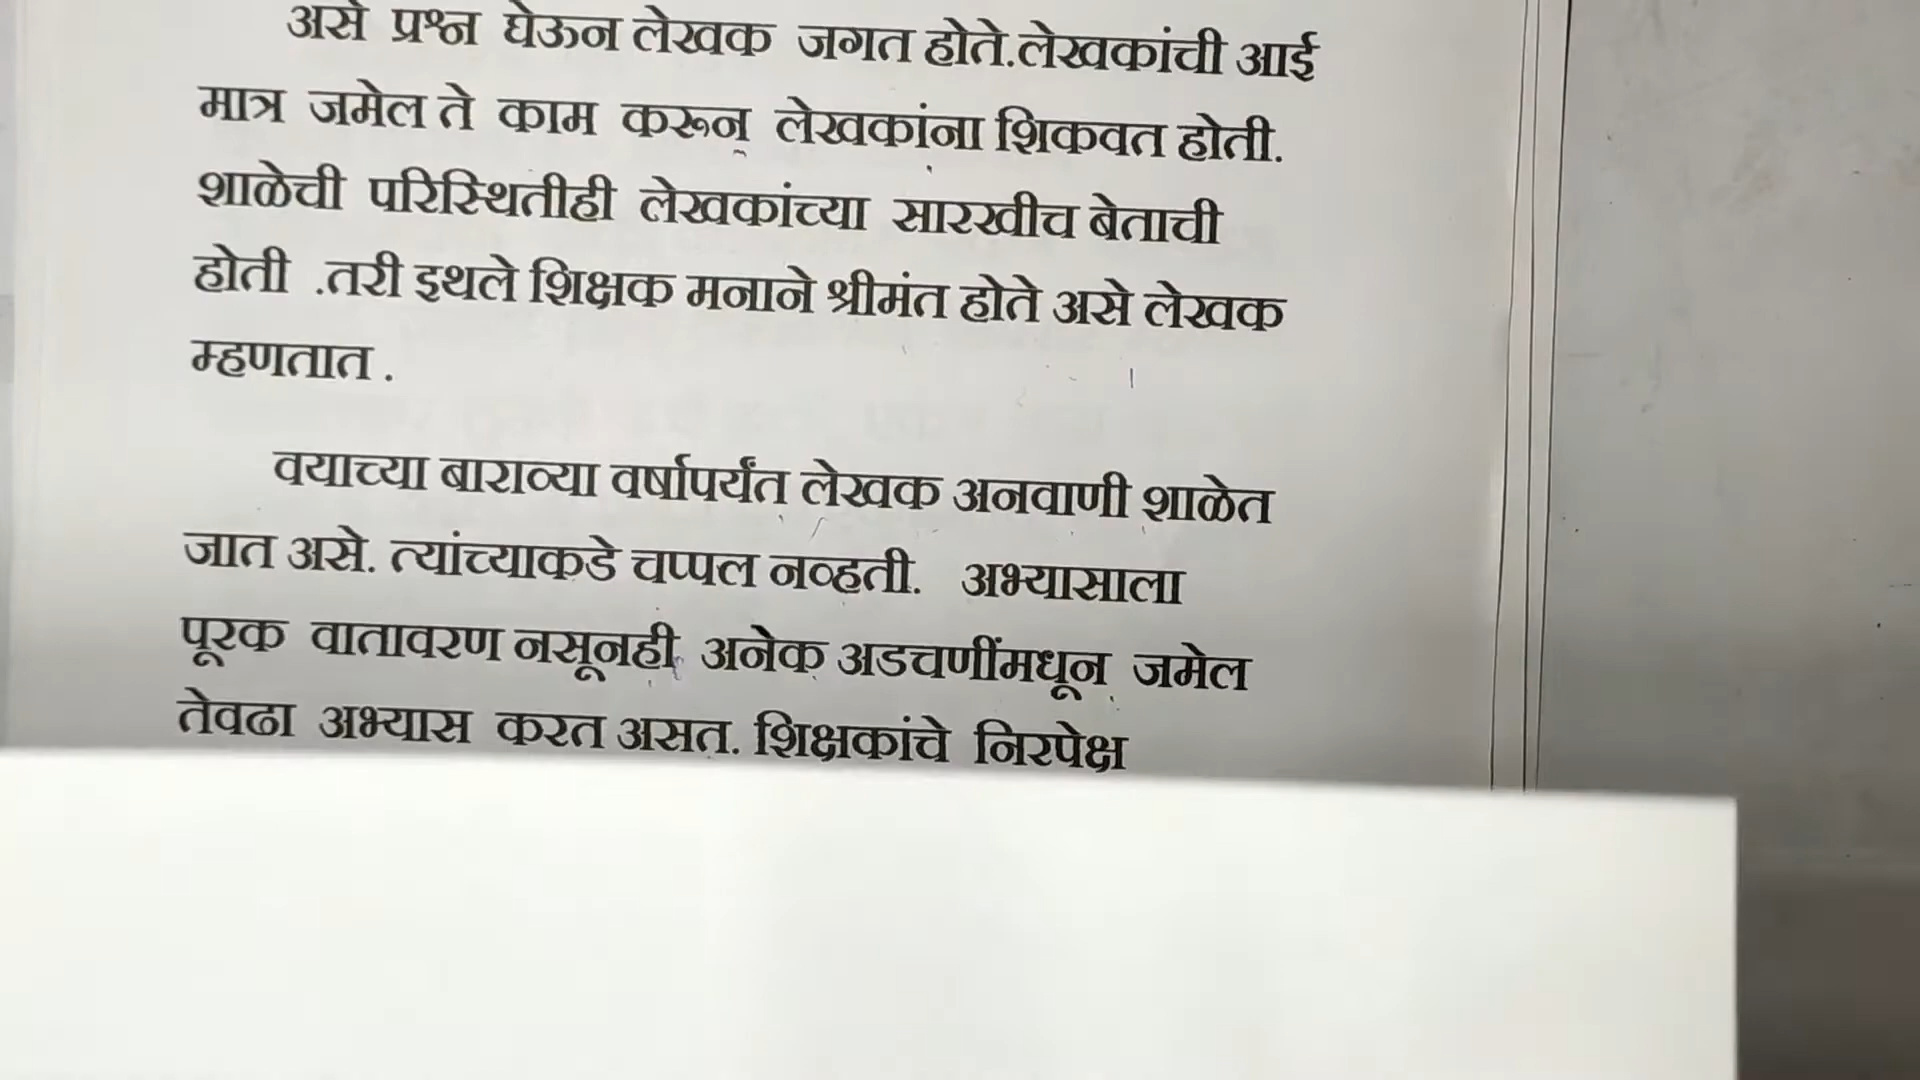 असे प्रश्न घेऊन लेखक जगत होते.लेखकांची आई
मात्र जमेल ते काम करून लेखकांना शिकवत होती.
शाळेची परिस्थितीही लेखकांच्या सारखीच बेताची
होती .तरी इथले शिक्षक मनाने श्रीमंत होते असे लेखक
म्हणतात .
वयाच्या बाराव्या वर्षापर्यंत लेखक अनवाणी शाळेत
जात असे. त्यांच्याकडे चप्पल नव्हती. अभ्यासाला
पूरक वातावरण नसूनही अनेक अडचणींमधून जमेल
तेवढा अभ्यास करत असत. शिक्षकांचे निरपेक्ष